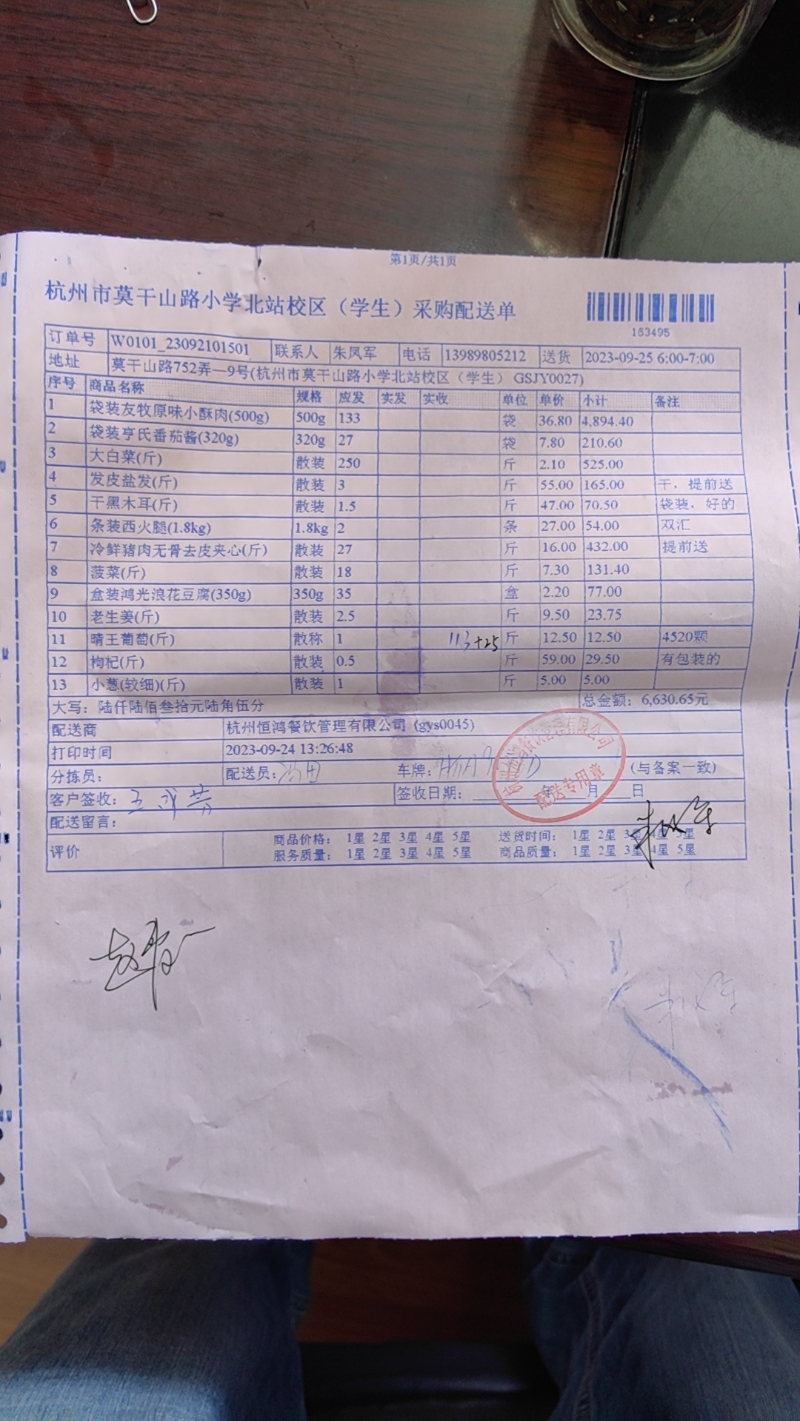 第1页/共1页
杭州市莫干山路小学北站校区（学生）采购配送单
163495
订单号 W0101_23092101501 联系人 朱凤军 电话 13989805212 送货 2023-09-25 6:00-7:00
地址 莫干山路752弄—9号(杭州市莫干山路小学北站校区（学生）GSJY0027)
序号 商品名称 规格 应发 实发 实收 单位 单价 小计 备注
1 袋装友牧原味小酥肉(500g) 500g 133 袋 36.80 4,894.40
2 袋装亨氏番茄酱(320g) 320g 27 袋 7.80 210.60
3 大白菜(斤) 散装 250 斤 2.10 525.00
4 发皮盐发(斤) 散装 3 斤 55.00 165.00 干，提前送
5 干黑木耳(斤) 散装 1.5 斤 47.00 70.50 袋装，好的
6 条装西火腿(1.8kg) 1.8kg 2 条 27.00 54.00 双汇
7 冷鲜猪肉无骨去皮夹心(斤) 散装 27 斤 16.00 432.00 提前送
8 菠菜(斤) 散装 18 斤 7.30 131.40
9 盒装鸿光浪花豆腐(350g) 350g 35 盒 2.20 77.00
10 老生姜(斤) 散装 2.5 斤 9.50 23.75
11 晴王葡萄(斤) 散称 1 113+25 斤 12.50 12.50 4520颗
12 枸杞(斤) 散装 0.5 斤 59.00 29.50 有包装的
13 小葱(较细)(斤) 散装 1 斤 5.00 5.00
大写：陆仟陆佰叁拾元陆角伍分 总金额：6,630.65元
配送商 杭州恒鸿餐饮管理有限公司 (gys0045)
打印时间 2023-09-24 13:26:48
分拣员： 配送员： 车牌： (与备案一致)
客户签收： 签收日期： 年 月 日
配送专用章
配送留言：
评价 商品价格： 1星 2星 3星 4星 5星 送货时间： 1星 2星 5星
服务质量： 1星 2星 3星 4星 5星 商品质量： 1星 2星 3星 4星 5星